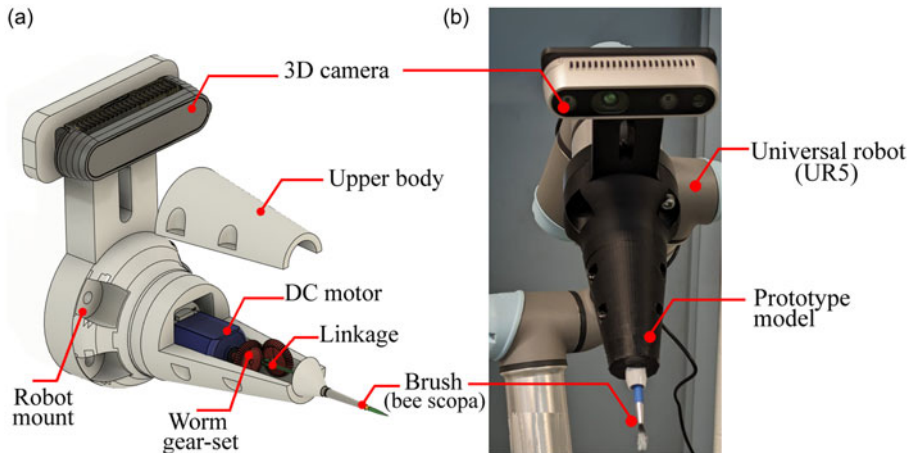 (a)
(b)
3D camera
Upper body
Universal robot
(UR5)
DC motor
Linkage
Prototype
model
Robot
mount
Worm
gear-set
Brush
(bee scopa)